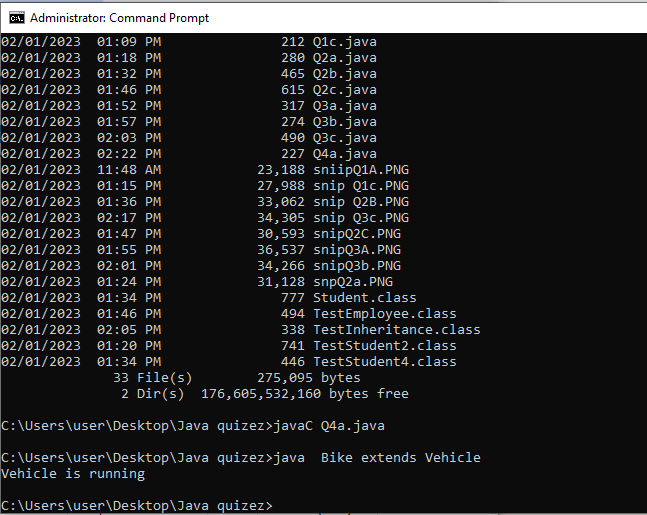 Administrator: Command Prompt
02/01/2023  01:09 PM               212 Q1c.java
02/01/2023  01:18 PM               280 Q2a.java
02/01/2023  01:32 PM               465 Q2b.java
02/01/2023  01:46 PM               615 Q2c.java
02/01/2023  01:52 PM               317 Q3a.java
02/01/2023  01:57 PM               274 Q3b.java
02/01/2023  02:03 PM               490 Q3c.java
02/01/2023  02:22 PM               227 Q4a.java
02/01/2023  11:48 AM            23,188 sniipQ1A.PNG
02/01/2023  01:15 PM            27,988 snip Q1c.PNG
02/01/2023  01:36 PM            33,062 snip Q2B.PNG
02/01/2023  02:17 PM            34,305 snip Q3c.PNG
02/01/2023  01:47 PM            30,593 snipQ2C.PNG
02/01/2023  01:55 PM            36,537 snipQ3A.PNG
02/01/2023  02:01 PM            34,266 snipQ3b.PNG
02/01/2023  01:24 PM            31,128 snpQ2a.PNG
02/01/2023  01:34 PM               777 Student.class
02/01/2023  01:46 PM               494 TestEmployee.class
02/01/2023  02:05 PM               338 TestInheritance.class
02/01/2023  01:20 PM               741 TestStudent2.class
02/01/2023  01:34 PM               446 TestStudent4.class
              33 File(s)        275,095 bytes
               2 Dir(s)  176,605,532,160 bytes free
C:\Users\user\Desktop\Java quizez>javaC Q4a.java
C:\Users\user\Desktop\Java quizez>java  Bike extends Vehicle
Vehicle is running
C:\Users\user\Desktop\Java quizez>